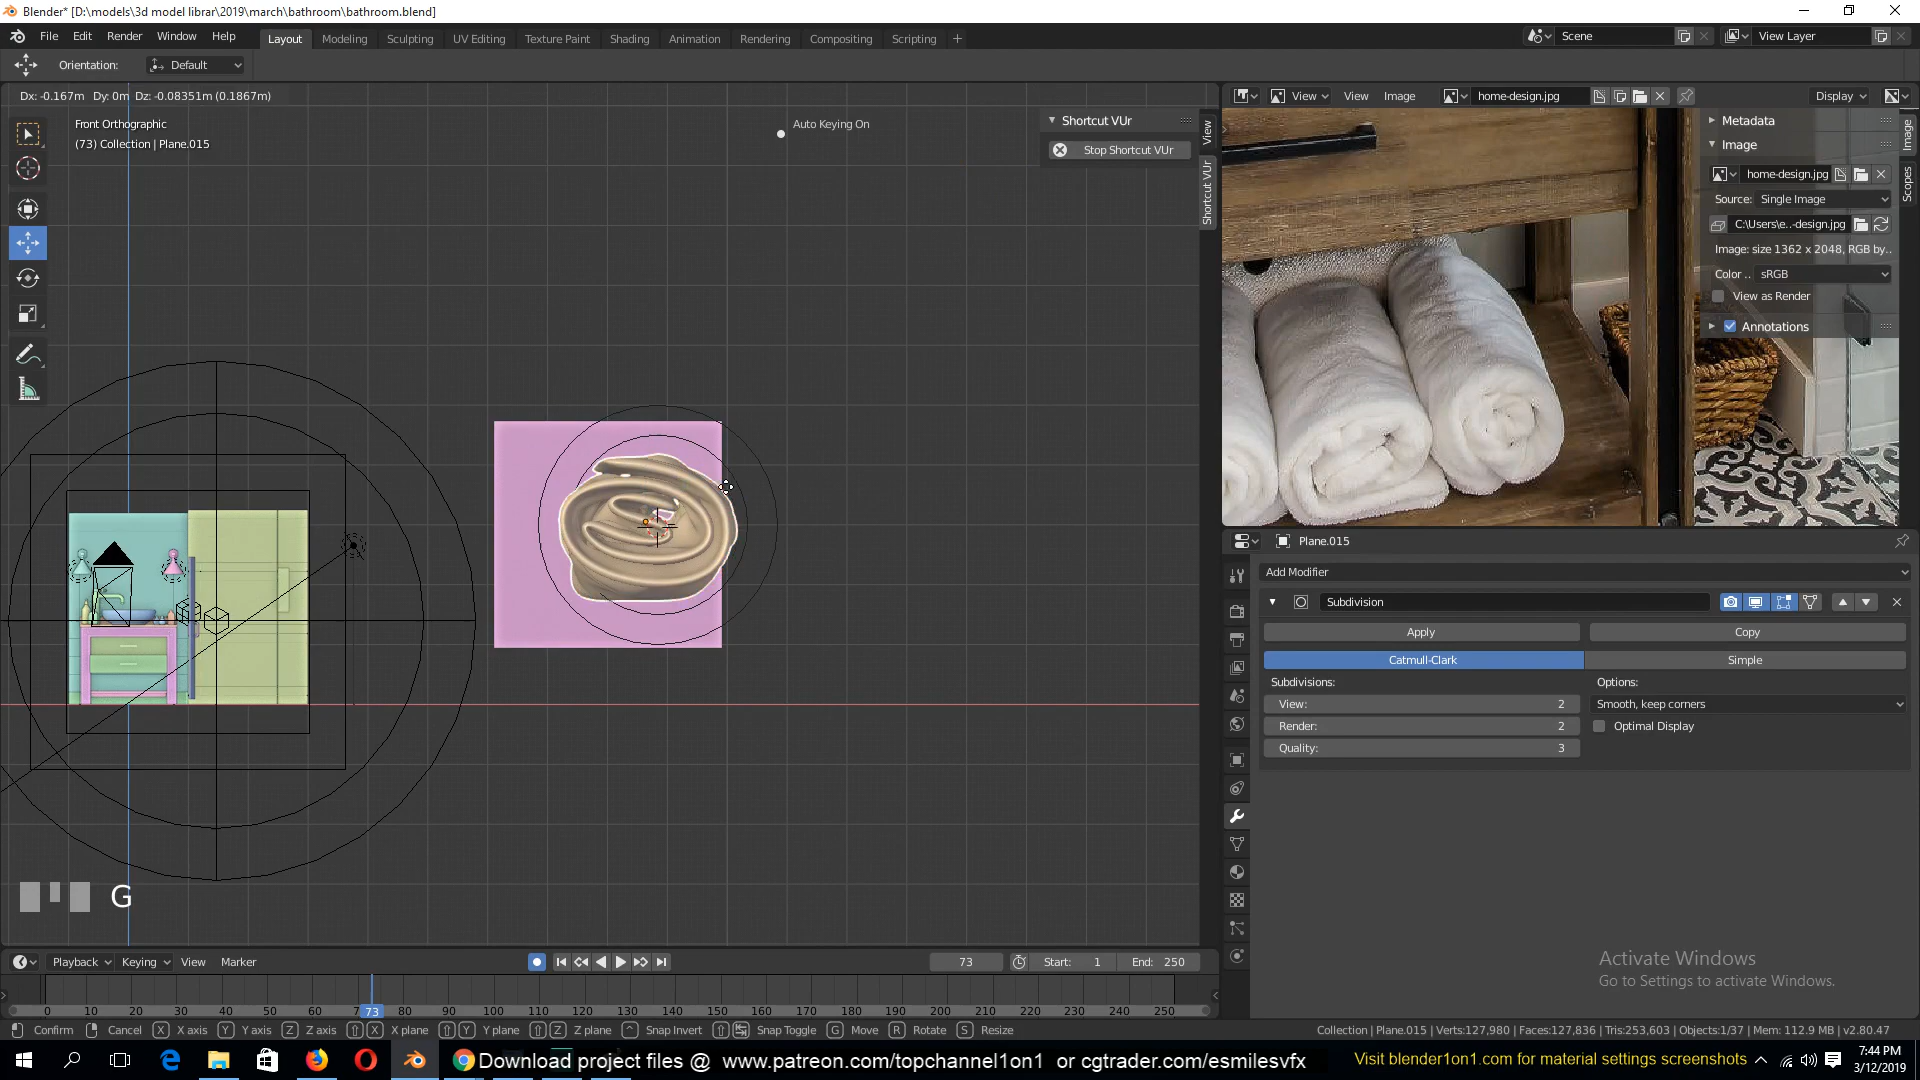 Blender* [D:\models\3d model librar\2019\march\bathroom\bathroom.blend]
File Edit Render Window Help Layout Modeling Sculpting UV Editing Texture Paint Shading Animation Rendering Compositing Scripting + Scene View Layer
Orientation: Default
Dx: -0.167m Dy: 0m Dz: -0.08351m (0.1867m)
View View Image home-design.jpg Display
Front Orthographic
(73) Collection | Plane.015
Auto Keying On
Shortcut VUr
Stop Shortcut VUr
View
Shortcut VUr
Metadata
Image
home-design.jpg
Source: Single Image
C:\Users\e..-design.jpg
Image: size 1362 x 2048, RGB by..
Color .. sRGB
View as Render
Annotations
Image
Scopes
Plane.015
Add Modifier
Subdivision
Apply Copy
Catmull-Clark Simple
Subdivisions: Options:
View: 2 Smooth, keep corners
Render: 2 Optimal Display
Quality: 3
G
Activate Windows
Go to Settings to activate Windows.
Playback Keying View Marker 73 Start: 1 End: 250
0 10 20 30 40 50 60 7 73 80 90 100 110 120 130 140 150 160 170 180 190 200 210 220 230 240 250
Confirm Cancel X X axis Y Y axis Z Z axis X X plane Y Y plane Z Z plane Snap Invert Snap Toggle G Move R Rotate S Resize
Collection | Plane.015 | Verts:127,980 | Faces:127,836 | Tris:253,603 | Objects:1/37 | Mem: 112.9 MB | v2.80.47
Download project files @ www.patreon.com/topchannel1on1 or cgtrader.com/esmilesvfx
Visit blender1on1.com for material settings screenshots
7:44 PM
3/12/2019